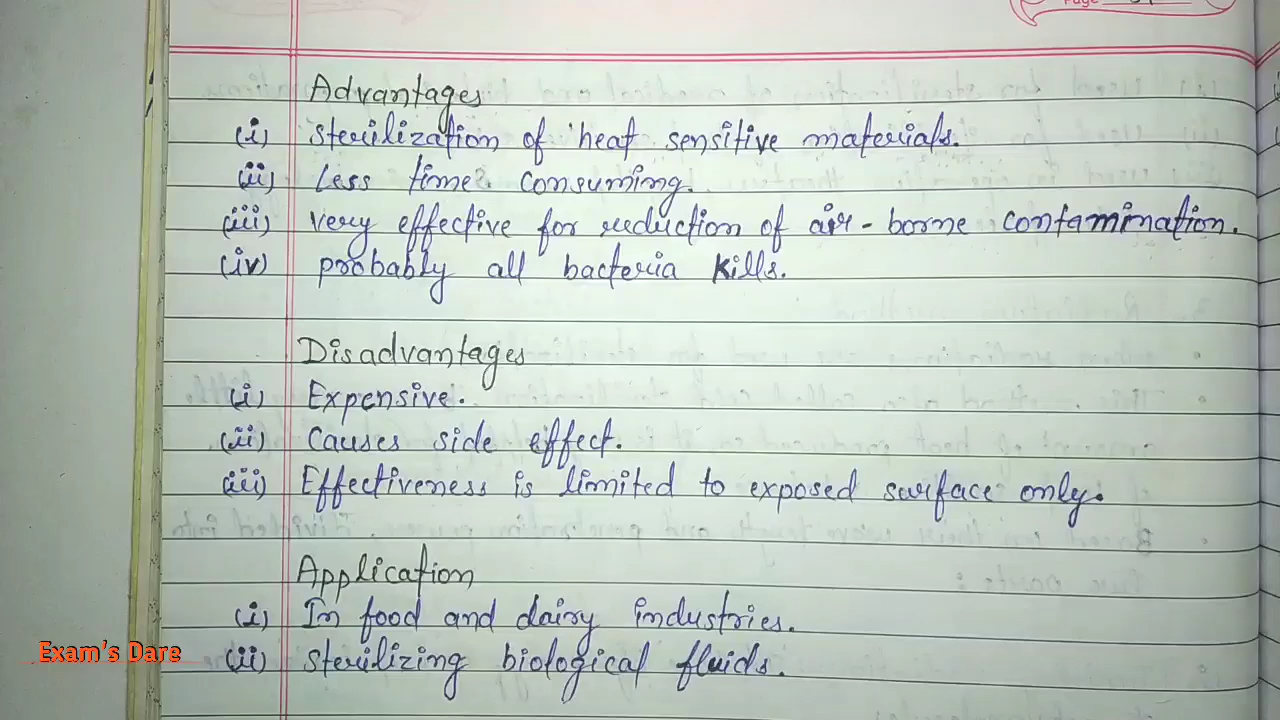 Page
Advantages
(i) Sterilization of heat sensitive materials.
(ii) Less time consuming.
(iii) Very effective for reduction of air-borne contamination.
(iv) probably all bacteria kills.
Disadvantages
(i) Expensive.
(ii) Causes side effect.
(iii) Effectiveness is limited to exposed surface only.
Application
(i) In food and dairy industries.
(ii) Sterilizing biological fluids.
Exam's Dare